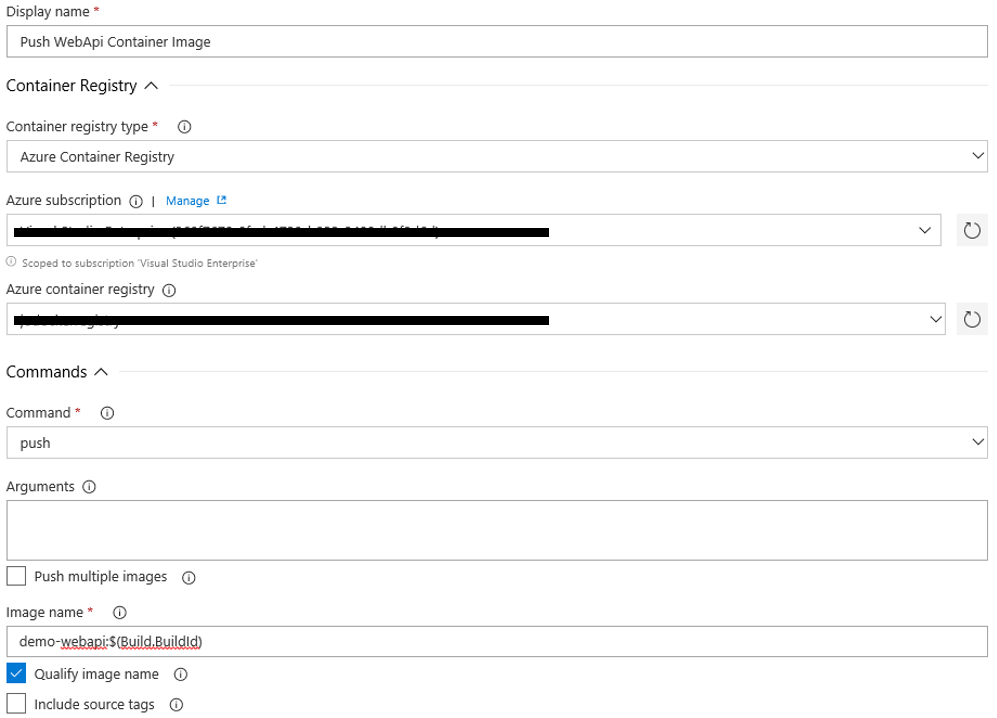 Display name *
Push WebApi Container Image
Container Registry
Container registry type *
Azure Container Registry
Azure subscription | Manage
Scoped to subscription 'Visual Studio Enterprise'
Azure container registry
Commands
Command *
push
Arguments
Push multiple images
Image name *
demo-webapi:$(Build.BuildId)
Qualify image name
Include source tags